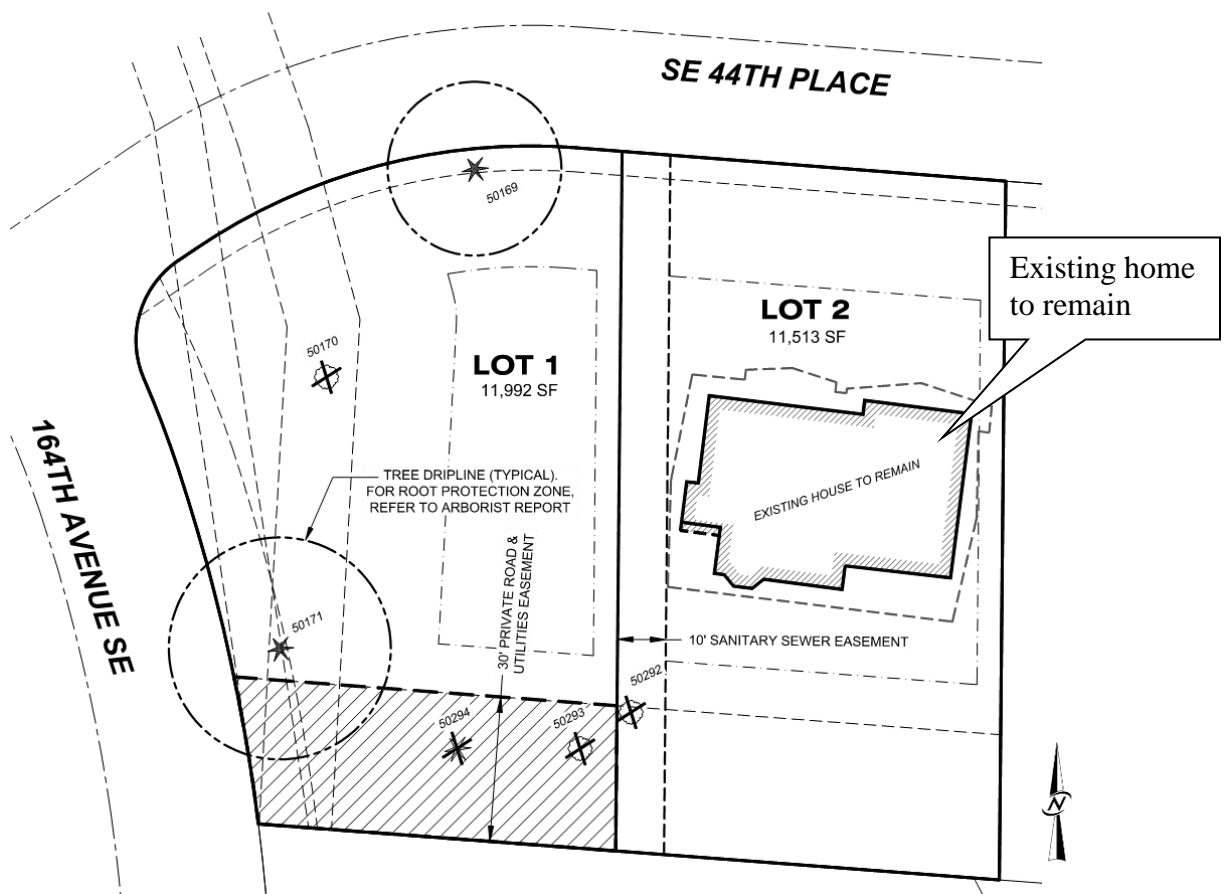 SE 44TH PLACE
50169
Existing home
to remain
LOT 2
11,513 SF
50170
LOT 1
11,992 SF
164TH AVENUE SE
TREE DRIPLINE (TYPICAL).
FOR ROOT PROTECTION ZONE,
REFER TO ARBORIST REPORT
EXISTING HOUSE TO REMAIN
30' PRIVATE ROAD &
UTILITIES EASEMENT
50171
10' SANITARY SEWER EASEMENT
50292
50294
50293
N